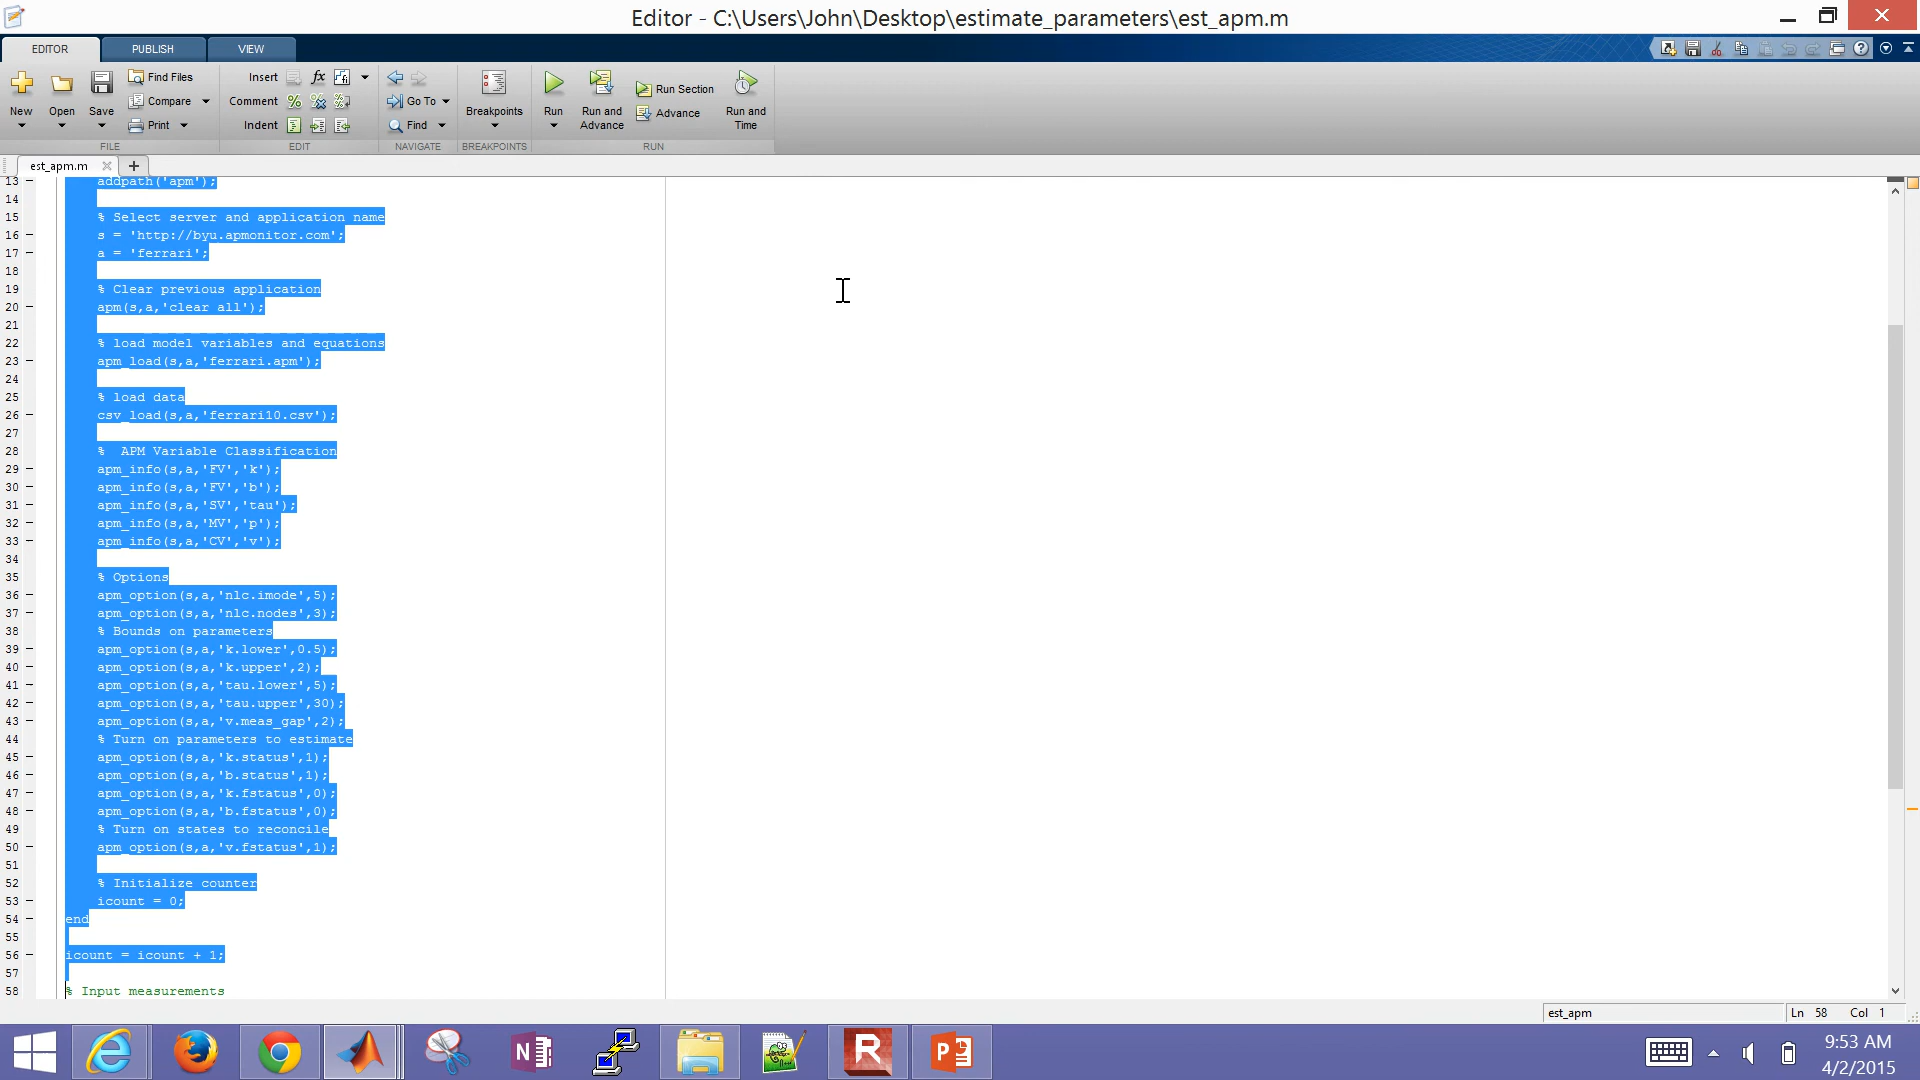 Editor - C:\Users\John\Desktop\estimate_parameters\est_apm.m
EDITOR PUBLISH VIEW
New Open Save Find Files Compare Print
Insert Comment Indent
Go To Find
Breakpoints
Run Run and Advance Run Section Advance Run and Time
FILE EDIT NAVIGATE BREAKPOINTS RUN
est_apm.m
13 addpath('apm');
14
15 % Select server and application name
16 s = 'http://byu.apmonitor.com';
17 a = 'ferrari';
18
19 % Clear previous application
20 apm(s,a,'clear all');
21
22 % load model variables and equations
23 apm_load(s,a,'ferrari.apm');
24
25 % load data
26 csv_load(s,a,'ferrari10.csv');
27
28 %  APM Variable Classification
29 apm_info(s,a,'FV','k');
30 apm_info(s,a,'FV','b');
31 apm_info(s,a,'SV','tau');
32 apm_info(s,a,'MV','p');
33 apm_info(s,a,'CV','v');
34
35 % Options
36 apm_option(s,a,'nlc.imode',5);
37 apm_option(s,a,'nlc.nodes',3);
38 % Bounds on parameters
39 apm_option(s,a,'k.lower',0.5);
40 apm_option(s,a,'k.upper',2);
41 apm_option(s,a,'tau.lower',5);
42 apm_option(s,a,'tau.upper',30);
43 apm_option(s,a,'v.meas_gap',2);
44 % Turn on parameters to estimate
45 apm_option(s,a,'k.status',1);
46 apm_option(s,a,'b.status',1);
47 apm_option(s,a,'k.fstatus',0);
48 apm_option(s,a,'b.fstatus',0);
49 % Turn on states to reconcile
50 apm_option(s,a,'v.fstatus',1);
51
52 % Initialize counter
53 icount = 0;
54 end
55
56 icount = icount + 1;
57
58 % Input measurements
est_apm Ln 58 Col 1
9:53 AM
4/2/2015